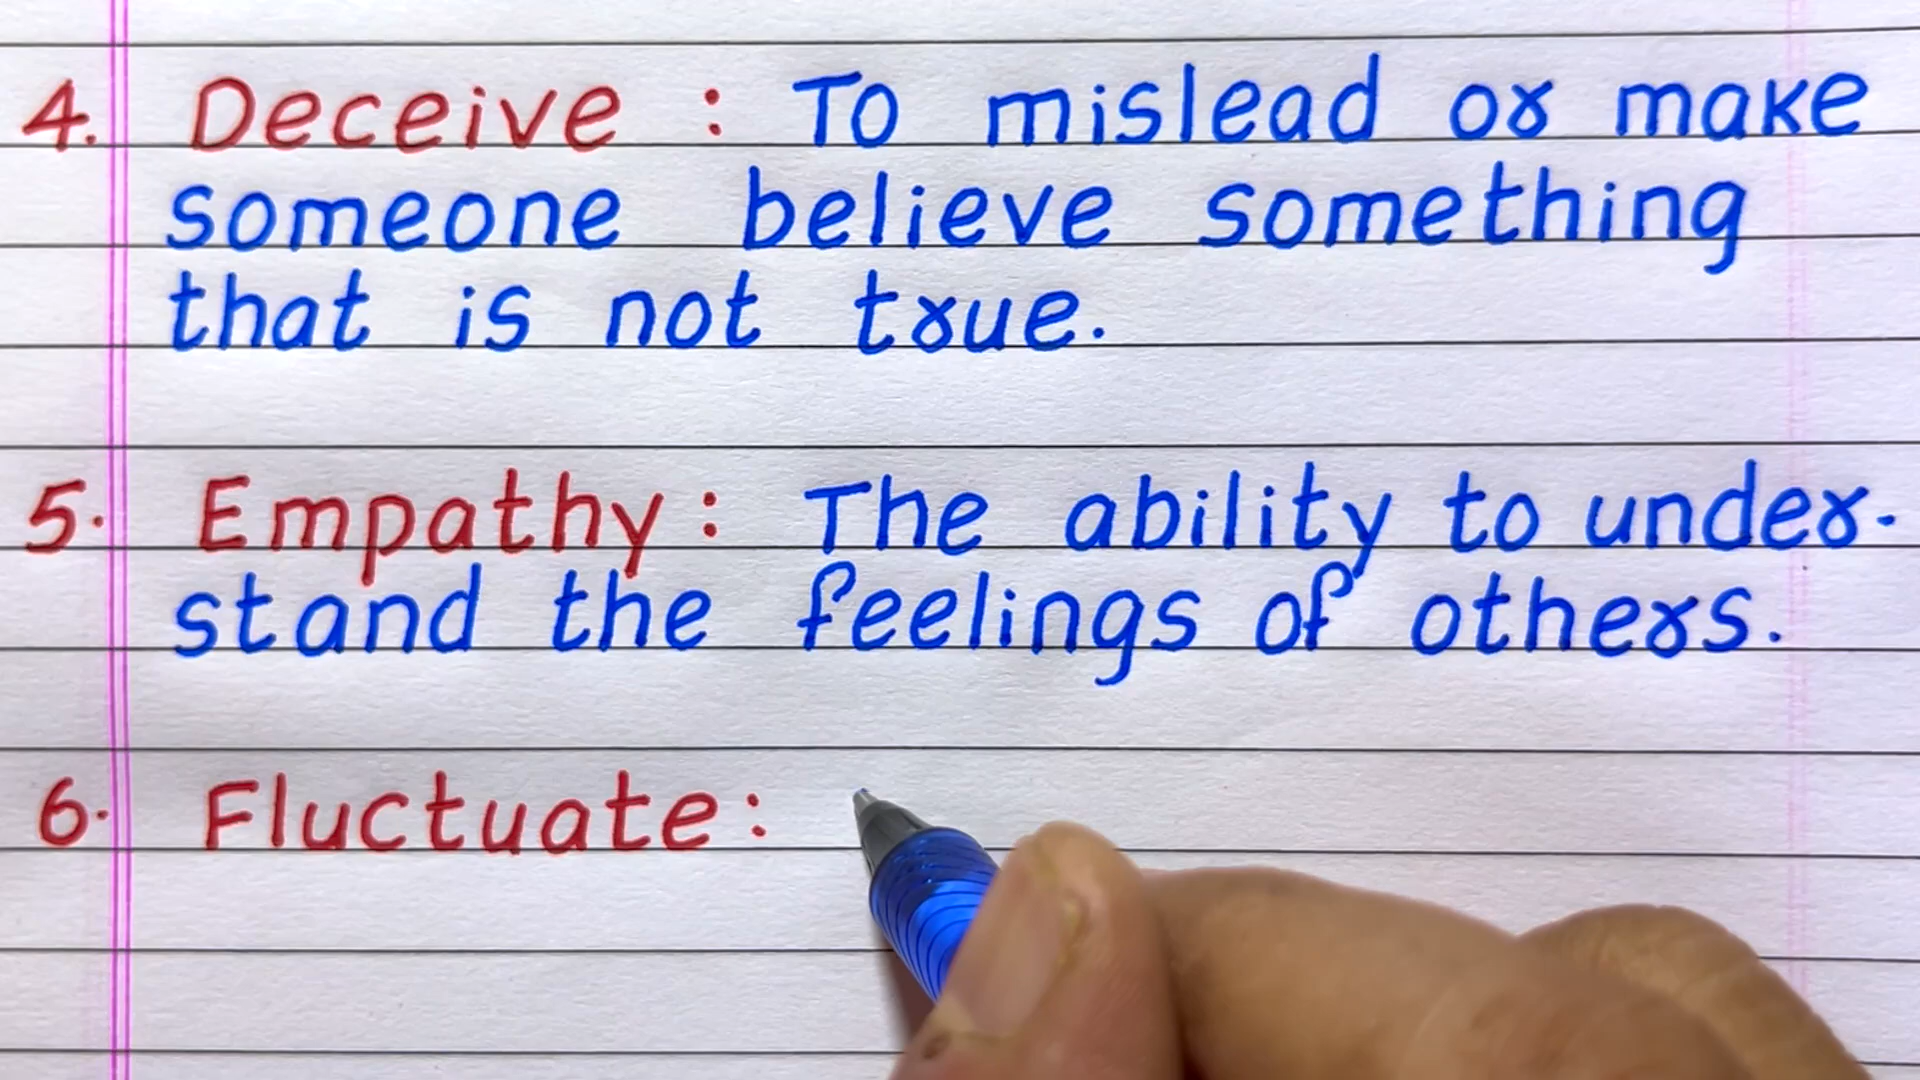 4. Deceive : To mislead or make
someone believe something
that is not true.
5. Empathy : The ability to under-
stand the feelings of others.
6. Fluctuate :